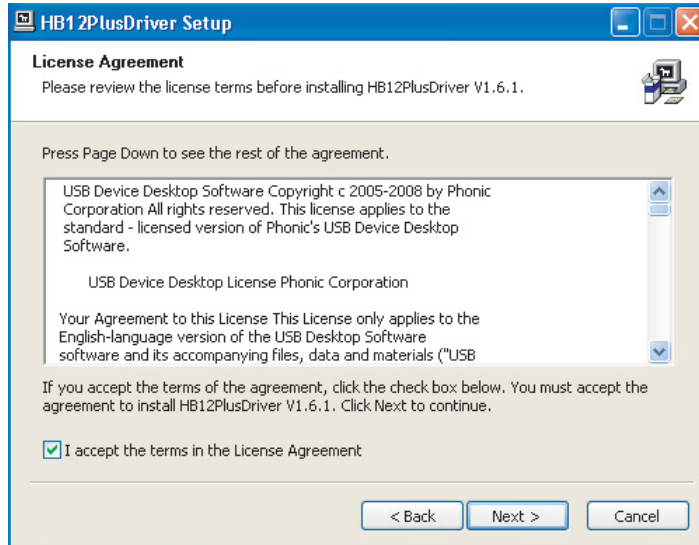 HB12PlusDriver Setup
License Agreement
Please review the license terms before installing HB12PlusDriver V1.6.1.
Press Page Down to see the rest of the agreement.
USB Device Desktop Software Copyright c 2005-2008 by Phonic
Corporation All rights reserved. This license applies to the
standard - licensed version of Phonic's USB Device Desktop
Software.
USB Device Desktop License Phonic Corporation
Your Agreement to this License This License only applies to the
English-language version of the USB Desktop Software
software and its accompanying files, data and materials ("USB
If you accept the terms of the agreement, click the check box below. You must accept the
agreement to install HB12PlusDriver V1.6.1. Click Next to continue.
I accept the terms in the License Agreement
< Back Next > Cancel